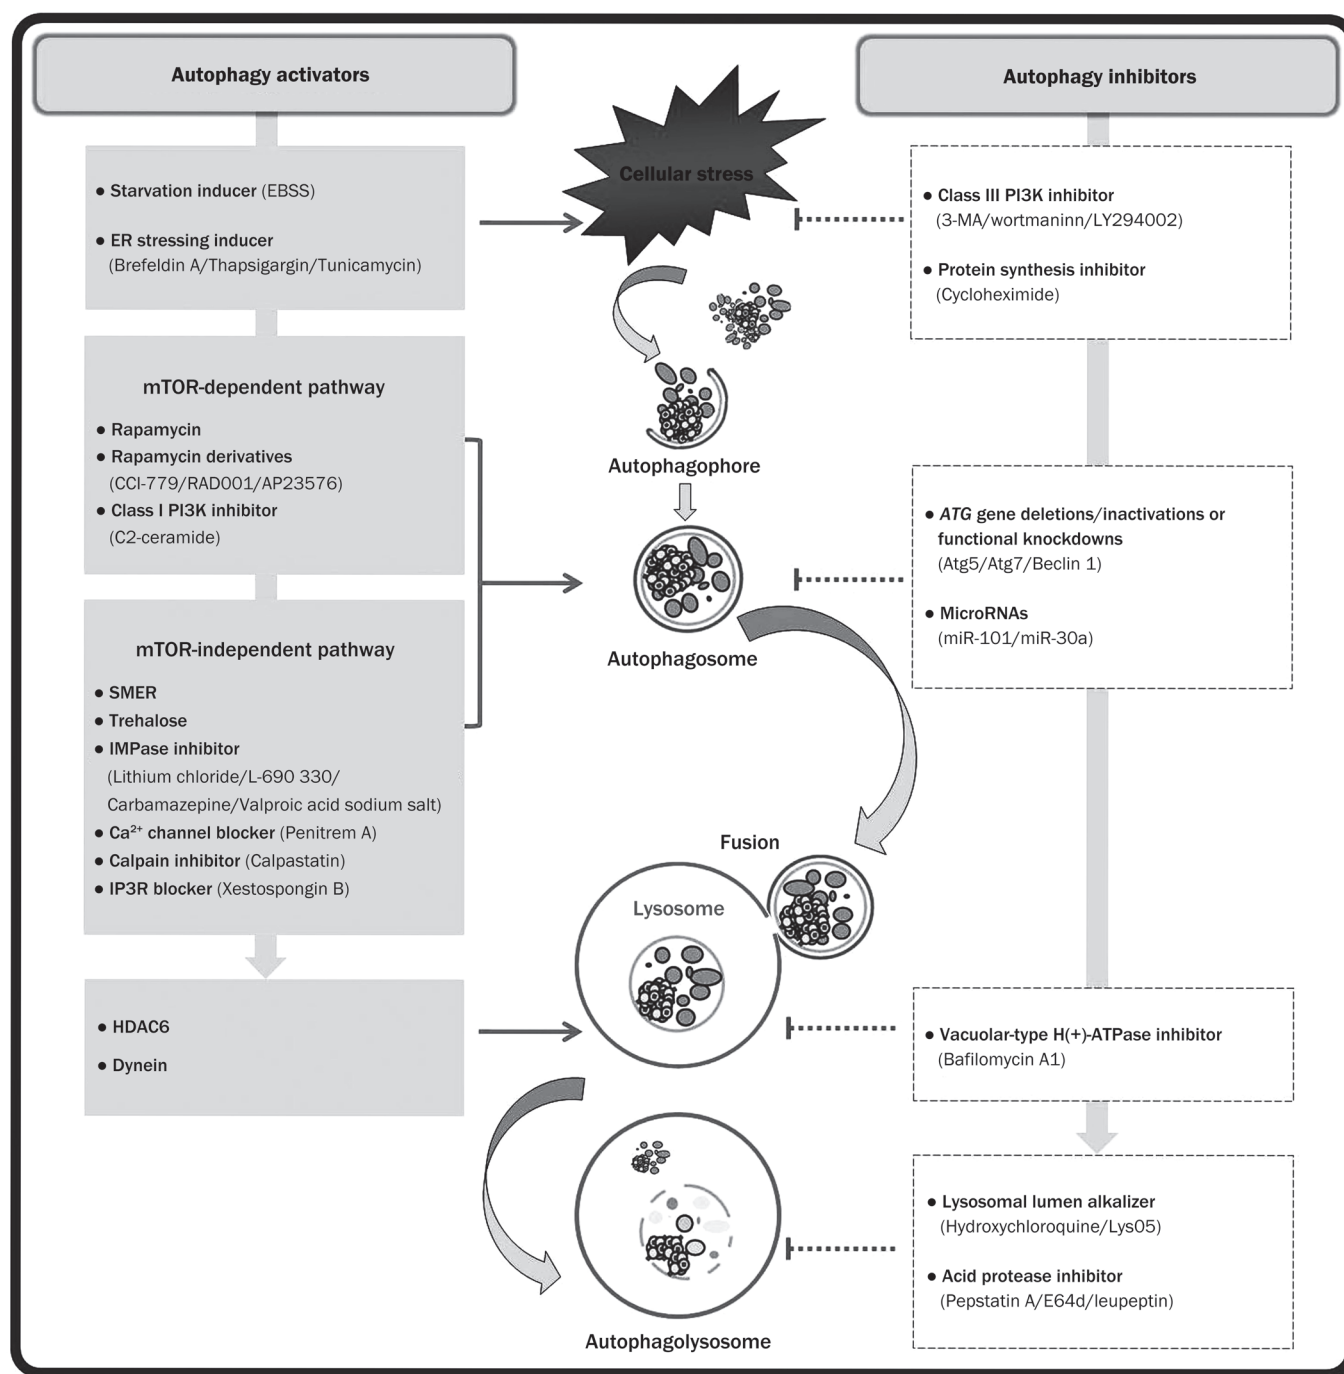 Autophagy activators
● Starvation inducer (EBSS)
● ER stressing inducer
(Brefeldin A/Thapsigargin/Tunicamycin)
mTOR-dependent pathway
● Rapamycin
● Rapamycin derivatives
(CCI-779/RAD001/AP23576)
● Class I PI3K inhibitor
(C2-ceramide)
mTOR-independent pathway
● SMER
● Trehalose
● IMPase inhibitor
(Lithium chloride/L-690 330/
Carbamazepine/Valproic acid sodium salt)
● Ca²⁺ channel blocker (Penitrem A)
● Calpain inhibitor (Calpastatin)
● IP3R blocker (Xestospongin B)
● HDAC6
● Dynein
Cellular stress
Autophagophore
Autophagosome
Fusion
Lysosome
Autophagolysosome
Autophagy inhibitors
● Class III PI3K inhibitor
(3-MA/wortmaninn/LY294002)
● Protein synthesis inhibitor
(Cycloheximide)
● ATG gene deletions/inactivations or
functional knockdowns
(Atg5/Atg7/Beclin 1)
● MicroRNAs
(miR-101/miR-30a)
● Vacuolar-type H(+)-ATPase inhibitor
(Bafilomycin A1)
● Lysosomal lumen alkalizer
(Hydroxychloroquine/Lys05)
● Acid protease inhibitor
(Pepstatin A/E64d/leupeptin)